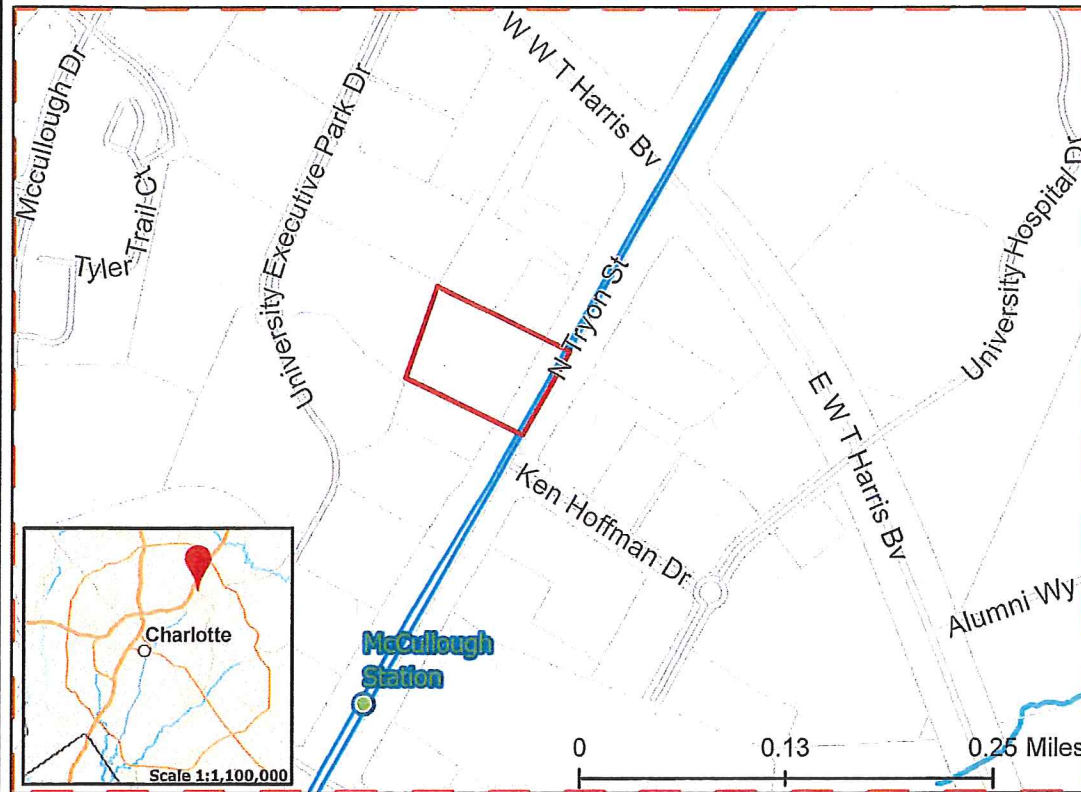 W W T Harris Bv
Mccullough Dr
University Executive Park Dr
Tyler Trail Ct
University Hospital Dr
N Tryon St
E W T Harris Bv
Ken Hoffman Dr
Alumni Wy
McCullough
Station
Charlotte
Scale 1:1,100,000
0 0.13 0.25 Miles